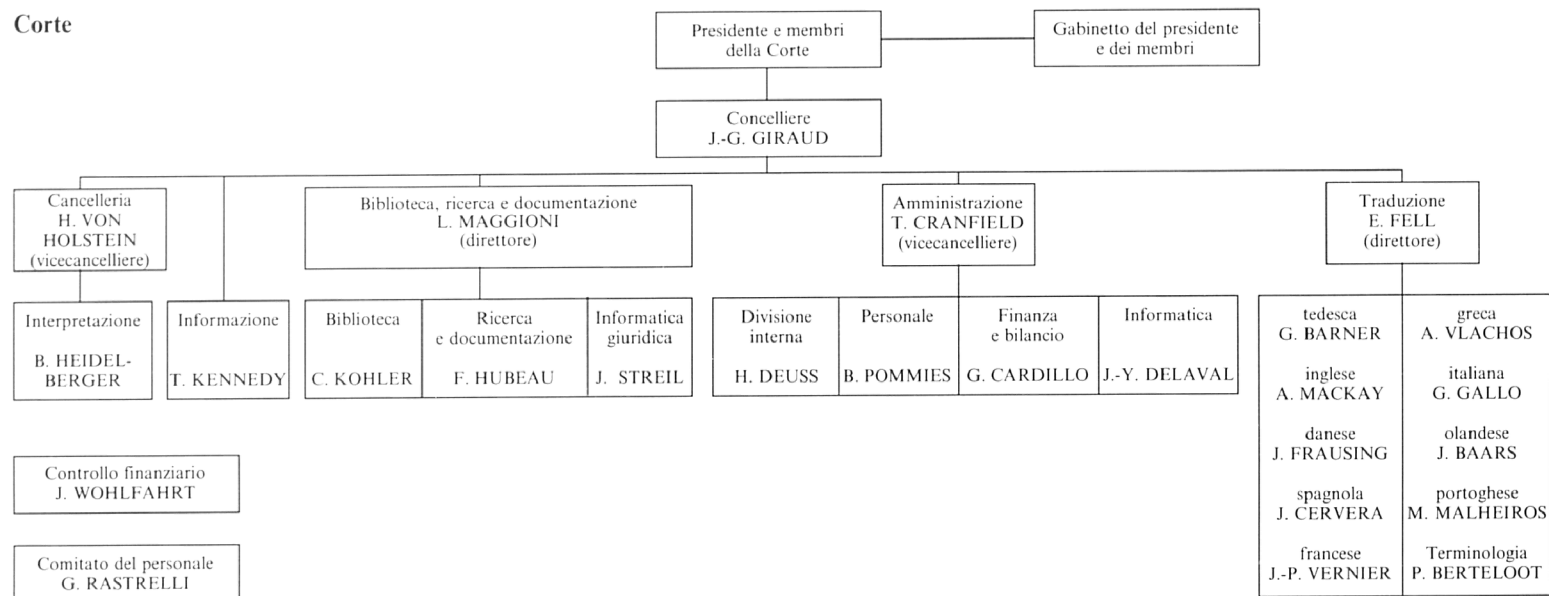 Corte
Presidente e membri
della Corte
Gabinetto del presidente
e dei membri
Concelliere
J.-G. GIRAUD
Cancelleria
H. VON
HOLSTEIN
(vicecancelliere)
Biblioteca, ricerca e documentazione
L. MAGGIONI
(direttore)
Amministrazione
T. CRANFIELD
(vicecancelliere)
Traduzione
E. FELL
(direttore)
Interpretazione
B. HEIDEL-
BERGER
Informazione
T. KENNEDY
Biblioteca
C. KOHLER
Ricerca
e documentazione
F. HUBEAU
Informatica
giuridica
J. STREIL
Divisione
interna
H. DEUSS
Personale
B. POMMIES
Finanza
e bilancio
G. CARDILLO
Informatica
J.-Y. DELAVAL
tedesca
G. BARNER
inglese
A. MACKAY
danese
J. FRAUSING
spagnola
J. CERVERA
francese
J.-P. VERNIER
greca
A. VLACHOS
italiana
G. GALLO
olandese
J. BAARS
portoghese
M. MALHEIROS
Terminologia
P. BERTELOOT
Controllo finanziario
J. WOHLFAHRT
Comitato del personale
G. RASTRELLI